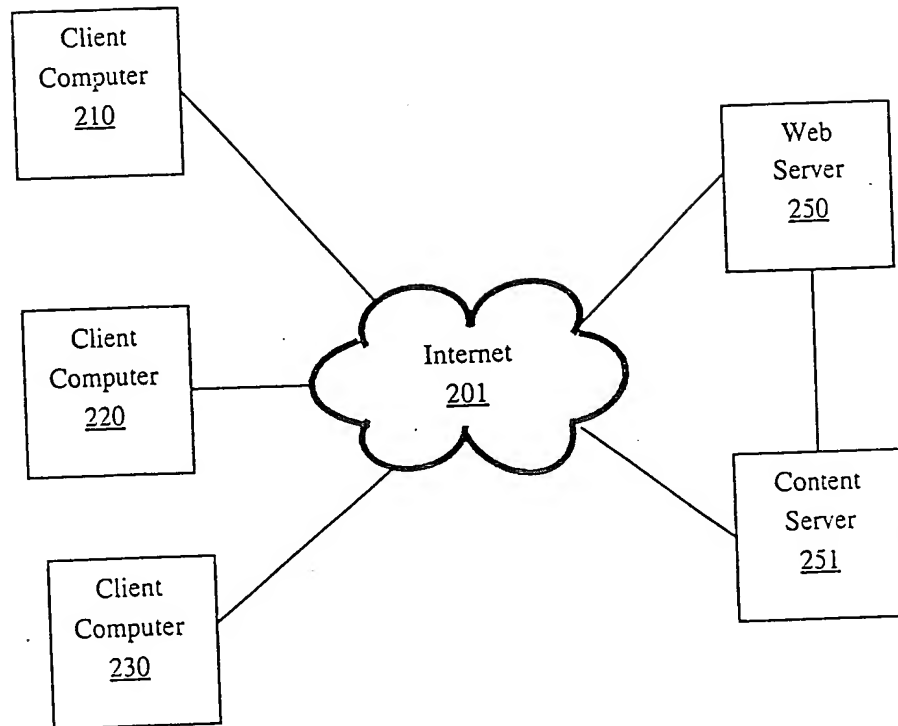 Client
Computer
210
Web
Server
250
Client
Computer
220
Internet
201
Content
Server
251
Client
Computer
230